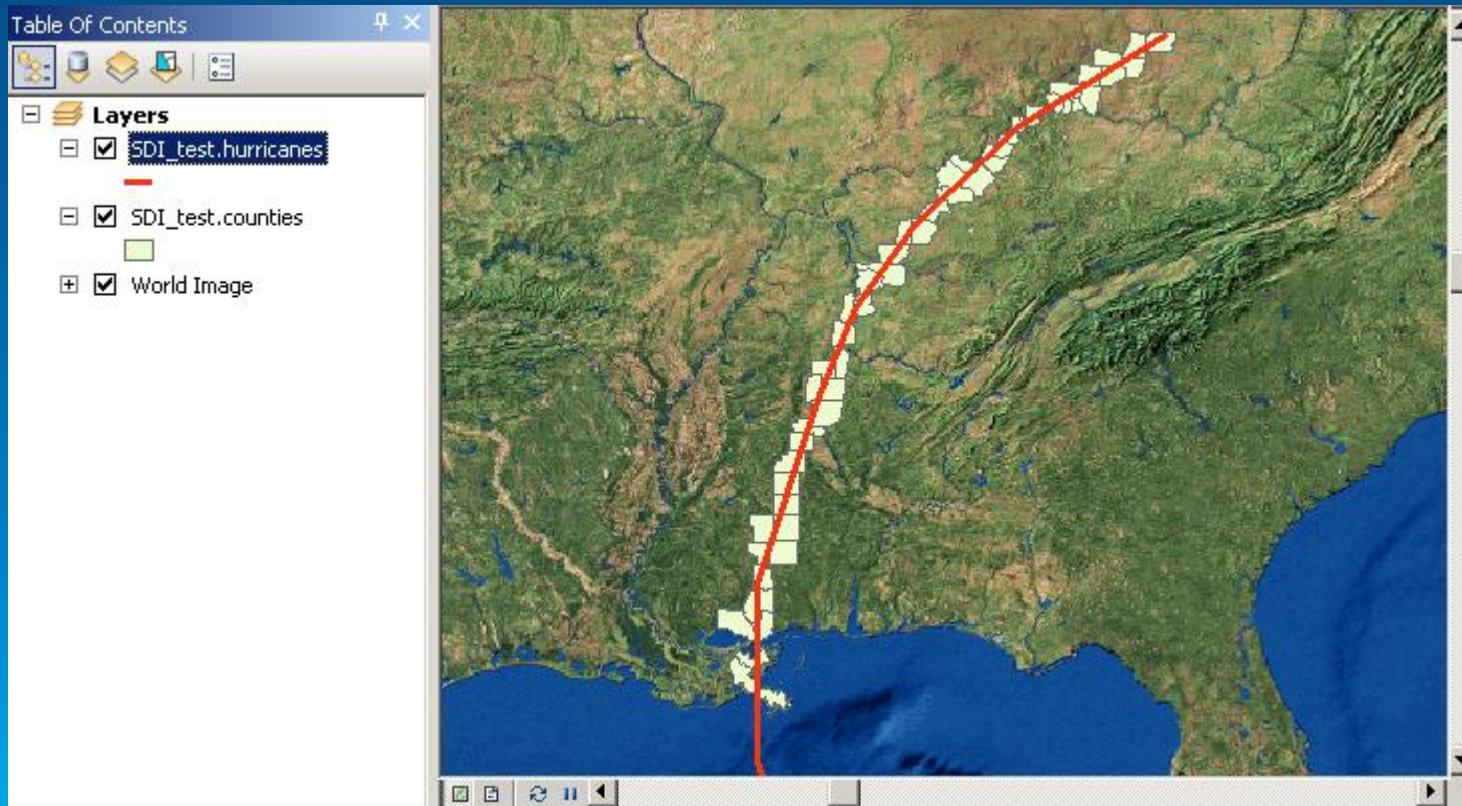 Table Of Contents
Layers
SDI_test.hurricanes
SDI_test.counties
World Image